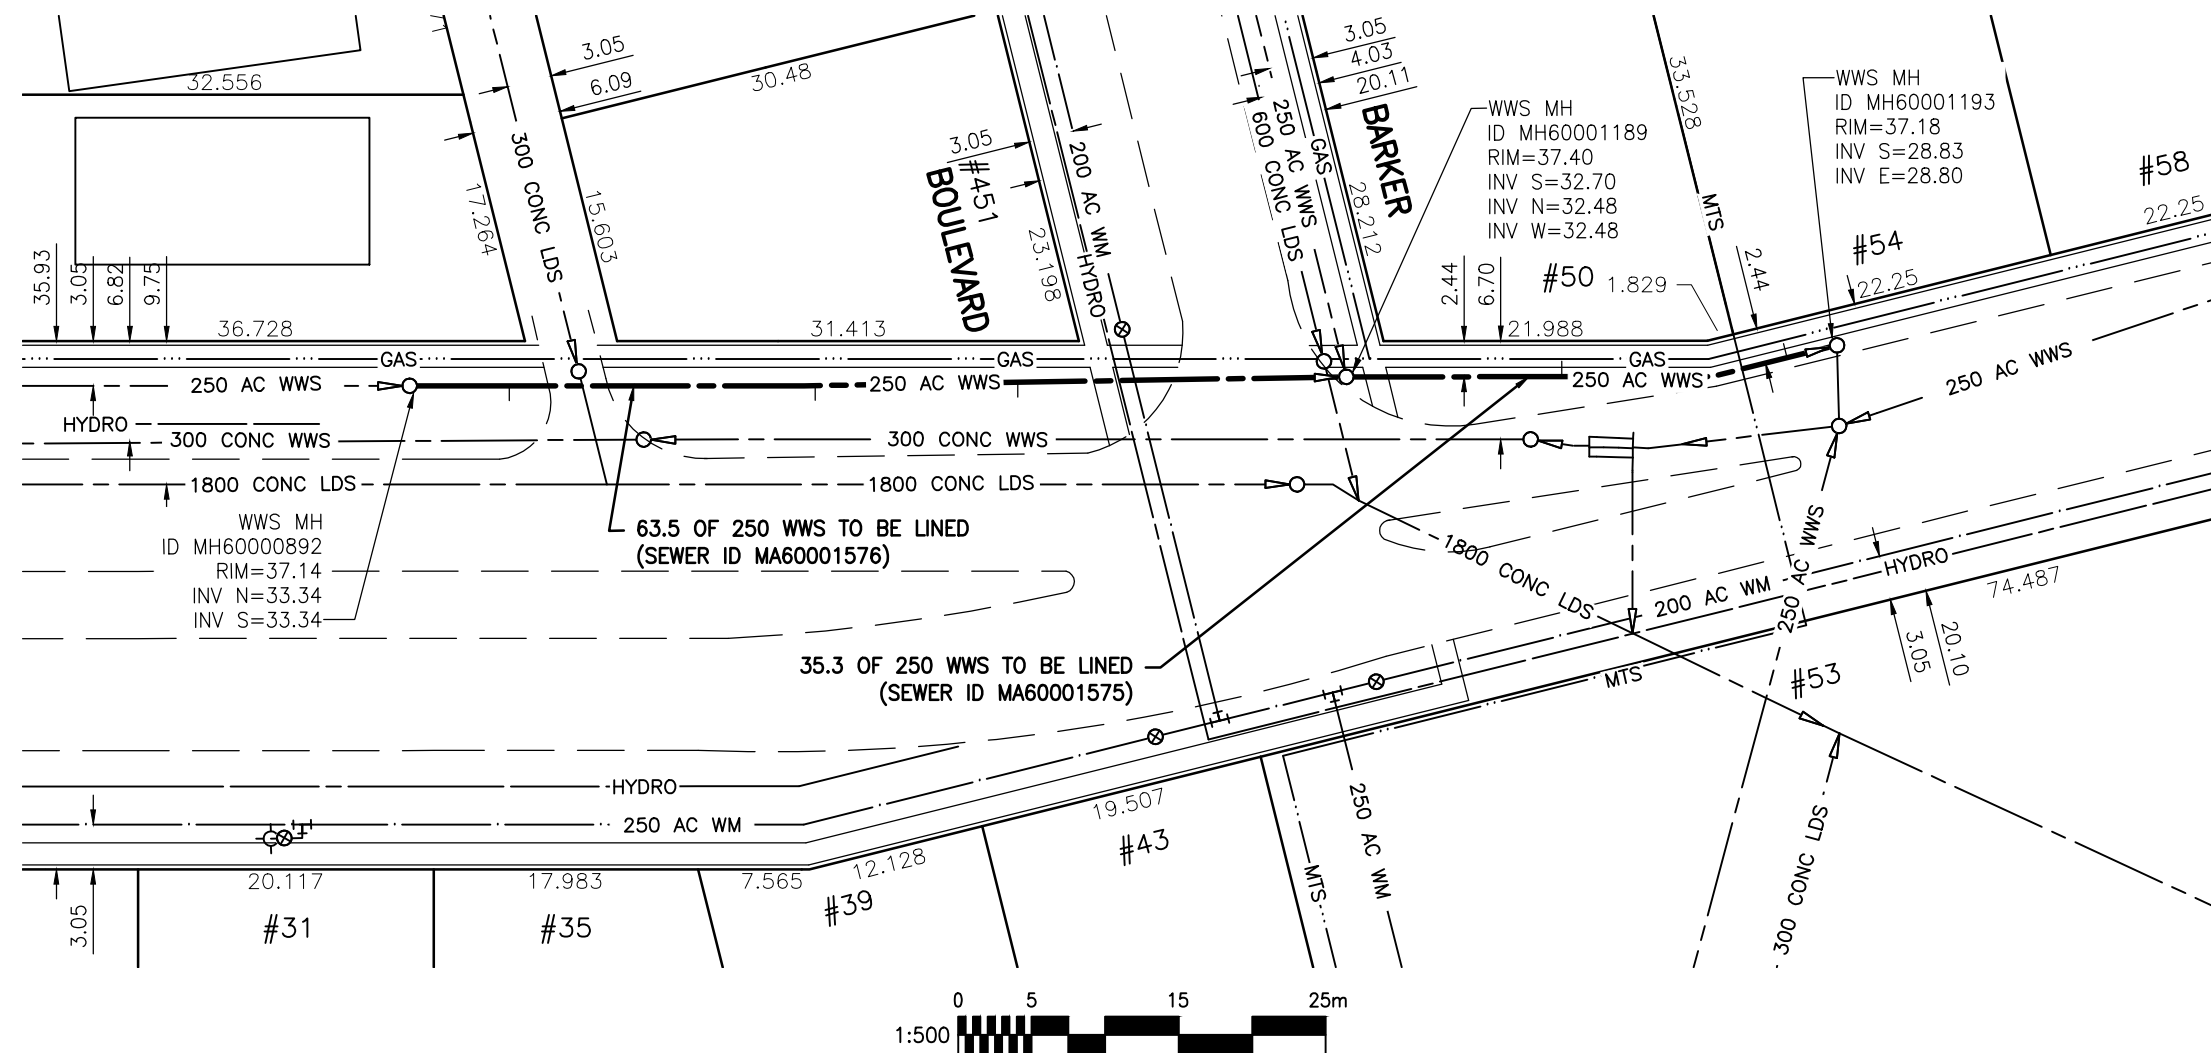 32.556
3.05
6.09
30.48
300 CONC LDS
17.264
15.603
3.05
#451
BOULEVARD
200 AC WM
HYDRO
23.198
250 AC WWS
600 CONC LDS
GAS
3.05
4.03
20.11
BARKER
28.212
WWS MH
ID MH60001189
RIM=37.40
INV S=32.70
INV N=32.48
INV W=32.48
33.528
MTS
WWS MH
ID MH60001193
RIM=37.18
INV S=28.83
INV E=28.80
#58
22.25
#54
22.25
2.44
#50
1.829
2.44
6.70
21.988
35.93
3.05
6.82
9.75
36.728
31.413
GAS
GAS
GAS
250 AC WWS
250 AC WWS
250 AC WWS
250 AC WWS
HYDRO
300 CONC WWS
300 CONC WWS
1800 CONC LDS
1800 CONC LDS
WWS MH
ID MH60000892
RIM=37.14
INV N=33.34
INV S=33.34
63.5 OF 250 WWS TO BE LINED
(SEWER ID MA60001576)
1800 CONC LDS
250 AC WWS
HYDRO
200 AC WM
74.487
35.3 OF 250 WWS TO BE LINED
(SEWER ID MA60001575)
MTS
#53
3.05
20.10
HYDRO
250 AC WM
19.507
#43
250 AC WM
MTS
300 CONC LDS
12.128
#39
20.117
17.983
7.565
3.05
#31
#35
0 5 15 25m
1:500